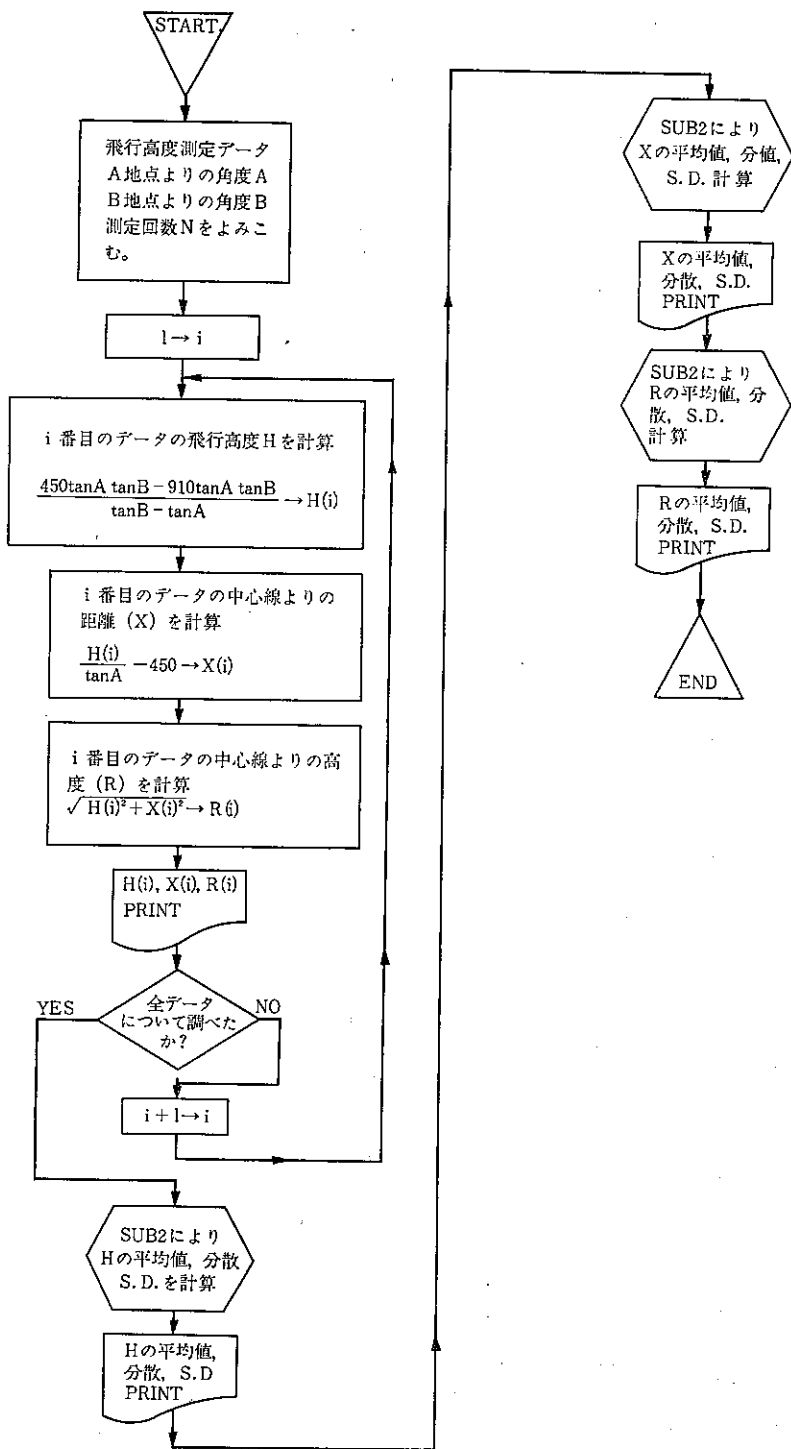 START.
飛行高度測定データ
A地点よりの角度A
B地点よりの角度B
測定回数Nをよみこ
む。
1→i
i番目のデータの飛行高度Hを計算
450tanA tanB−910tanA tanB
tanB−tanA
→H(i)
i番目のデータの中心線よりの
距離(X)を計算
H(i)
tanA
−450→X(i)
i番目のデータの中心線よりの高
度(R)を計算
√H(i)²+X(i)²→R(i)
H(i), X(i), R(i)
PRINT
YES
全データ
について調べた
か?
NO
i+1→i
SUB2により
Hの平均値, 分散
S.D.を計算
Hの平均値,
分散, S.D
PRINT
SUB2により
Xの平均値, 分値,
S.D.計算
Xの平均値,
分散, S.D.
PRINT
SUB2により
Rの平均値, 分
散, S.D.
計算
Rの平均値,
分散, S.D.
PRINT
END